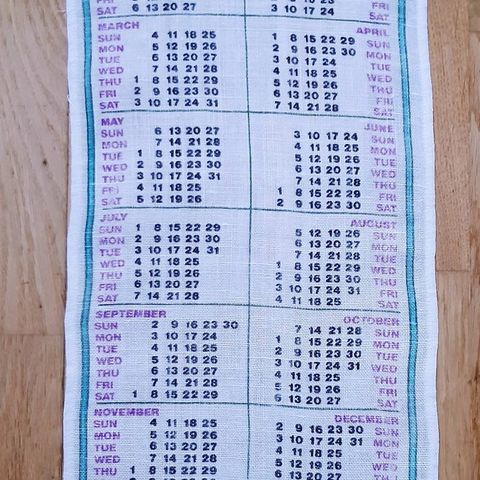 SAT 6 13 20 27
FRI
3 10 17 24 SAT
MARCH
SUN 4 11 18 25
MON 5 12 19 26
TUE 6 13 20 27
WED 7 14 21 28
THU 1 8 15 22 29
FRI 2 9 16 23 30
SAT 3 10 17 24 31
APRIL
1 8 15 22 29 SUN
2 9 16 23 30 MON
3 10 17 24 TUE
4 11 18 25 WED
5 12 19 26 THU
6 13 20 27 FRI
7 14 21 28 SAT
MAY
SUN 6 13 20 27
MON 7 14 21 28
TUE 1 8 15 22 29
WED 2 9 16 23 30
THU 3 10 17 24 31
FRI 4 11 18 25
SAT 5 12 19 26
JUNE
3 10 17 24 SUN
4 11 18 25 MON
5 12 19 26 TUE
6 13 20 27 WED
7 14 21 28 THU
1 8 15 22 29 FRI
2 9 16 23 30 SAT
JULY
SUN 1 8 15 22 29
MON 2 9 16 23 30
TUE 3 10 17 24 31
WED 4 11 18 25
THU 5 12 19 26
FRI 6 13 20 27
SAT 7 14 21 28
AUGUST
5 12 19 26 SUN
6 13 20 27 MON
7 14 21 28 TUE
1 8 15 22 29 WED
2 9 16 23 30 THU
3 10 17 24 31 FRI
4 11 18 25 SAT
SEPTEMBER
SUN 2 9 16 23 30
MON 3 10 17 24
TUE 4 11 18 25
WED 5 12 19 26
THU 6 13 20 27
FRI 7 14 21 28
SAT 1 8 15 22 29
OCTOBER
7 14 21 28 SUN
1 8 15 22 29 MON
2 9 16 23 30 TUE
3 10 17 24 31 WED
4 11 18 25 THU
5 12 19 26 FRI
6 13 20 27 SAT
NOVEMBER
SUN 4 11 18 25
MON 5 12 19 26
TUE 6 13 20 27
WED 7 14 21 28
THU 1 8 15 22 29
DECEMBER
2 9 16 23 30 SUN
3 10 17 24 31 MON
4 11 18 25 TUE
5 12 19 26 WED
6 13 20 27 THU